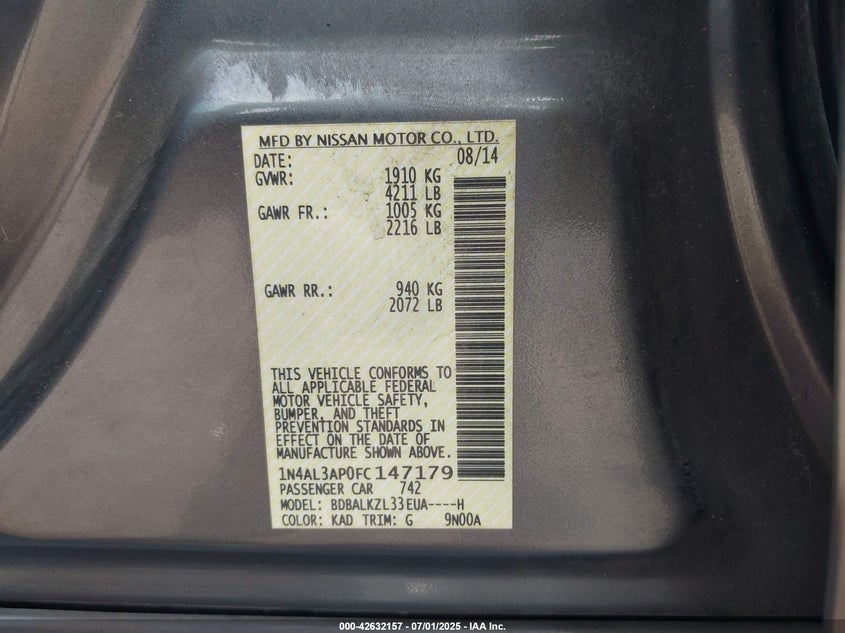 MFD BY NISSAN MOTOR CO., LTD.
DATE: 08/14
GVWR: 1910 KG
4211 LB
GAWR FR.: 1005 KG
2216 LB
GAWR RR.: 940 KG
2072 LB
THIS VEHICLE CONFORMS TO
ALL APPLICABLE FEDERAL
MOTOR VEHICLE SAFETY,
BUMPER, AND THEFT
PREVENTION STANDARDS IN
EFFECT ON THE DATE OF
MANUFACTURE SHOWN ABOVE.
1N4AL3AP0FC147179
PASSENGER CAR 742
MODEL: BDBALKZL33EUA----H
COLOR: KAD TRIM: G 9N00A
000-42632157 - 07/01/2025 - IAA Inc.